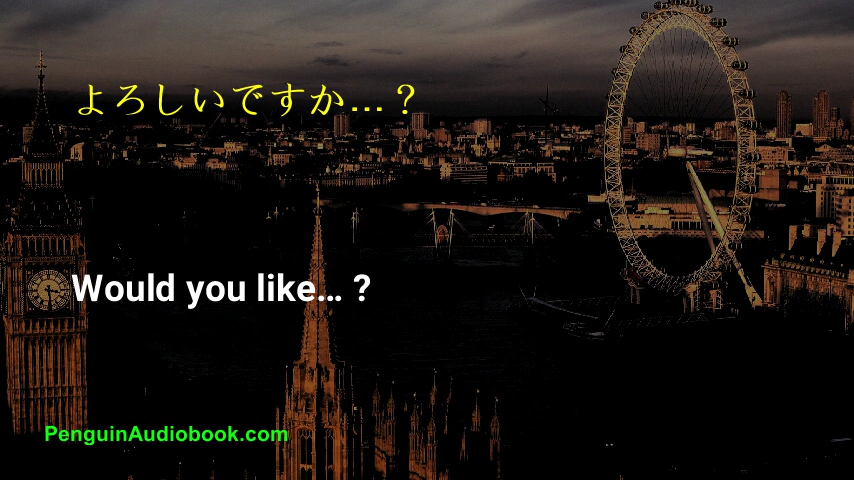 よろしいですか…？
Would you like… ?
PenguinAudiobook.com